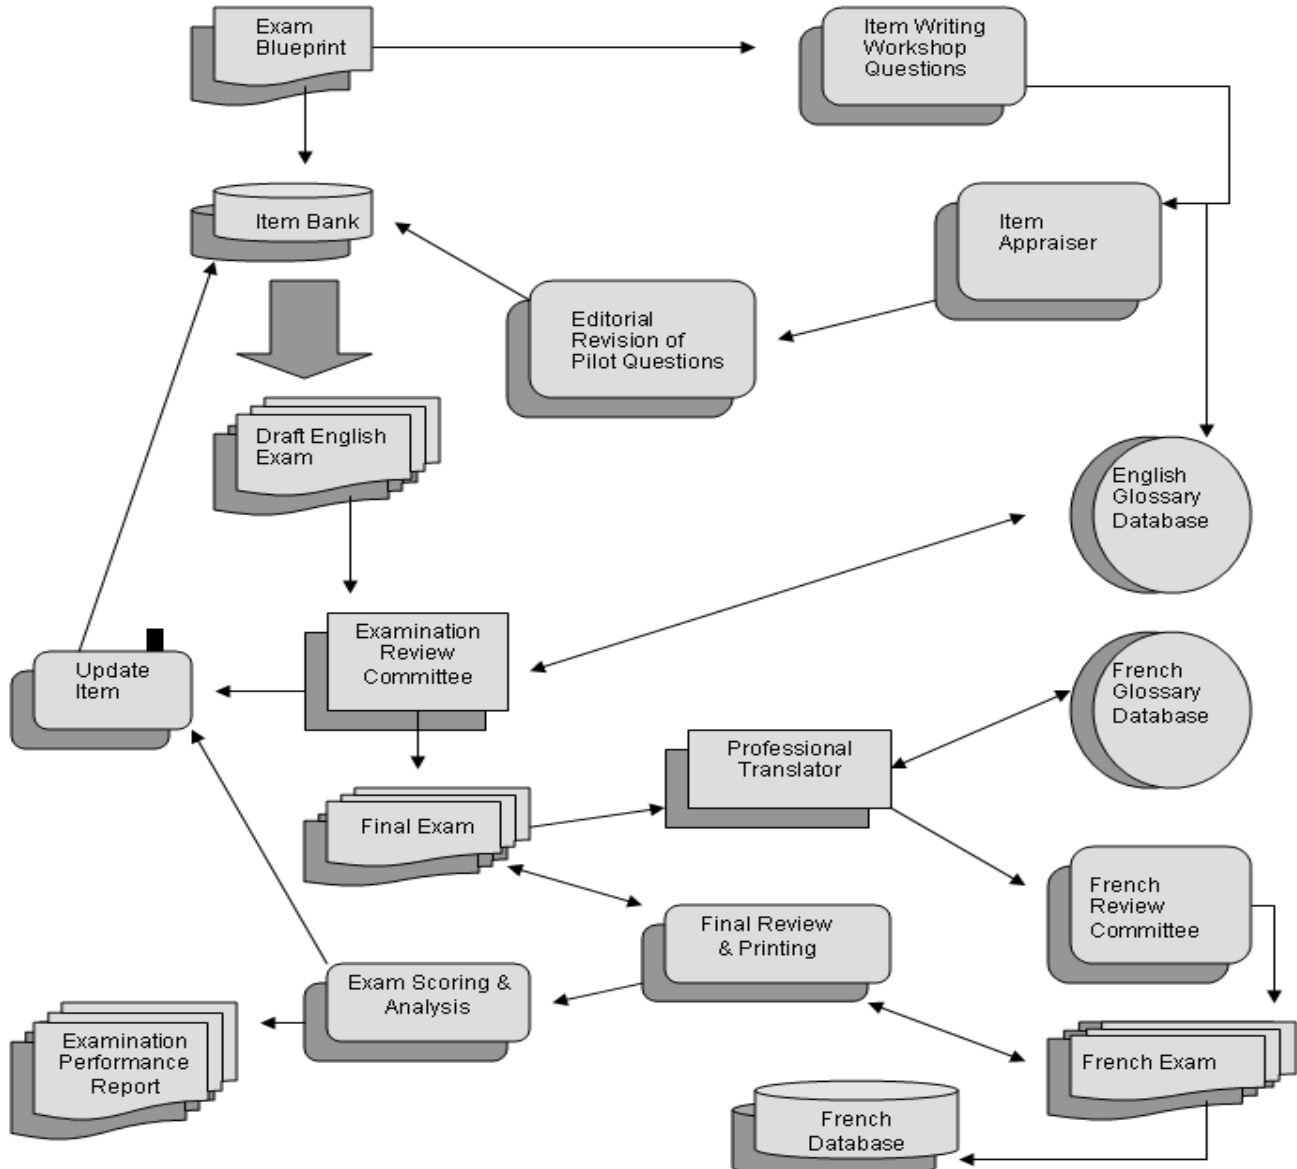 Exam
Blueprint
Item Writing
Workshop
Questions
Item Bank
Item
Appraiser
Editorial
Revision of
Pilot Questions
Draft English
Exam
English
Glossary
Database
Examination
Review
Committee
Update
Item
French
Glossary
Database
Professional
Translator
Final Exam
French
Review
Committee
Final Review
& Printing
Exam Scoring &
Analysis
Examination
Performance
Report
French Exam
French
Database